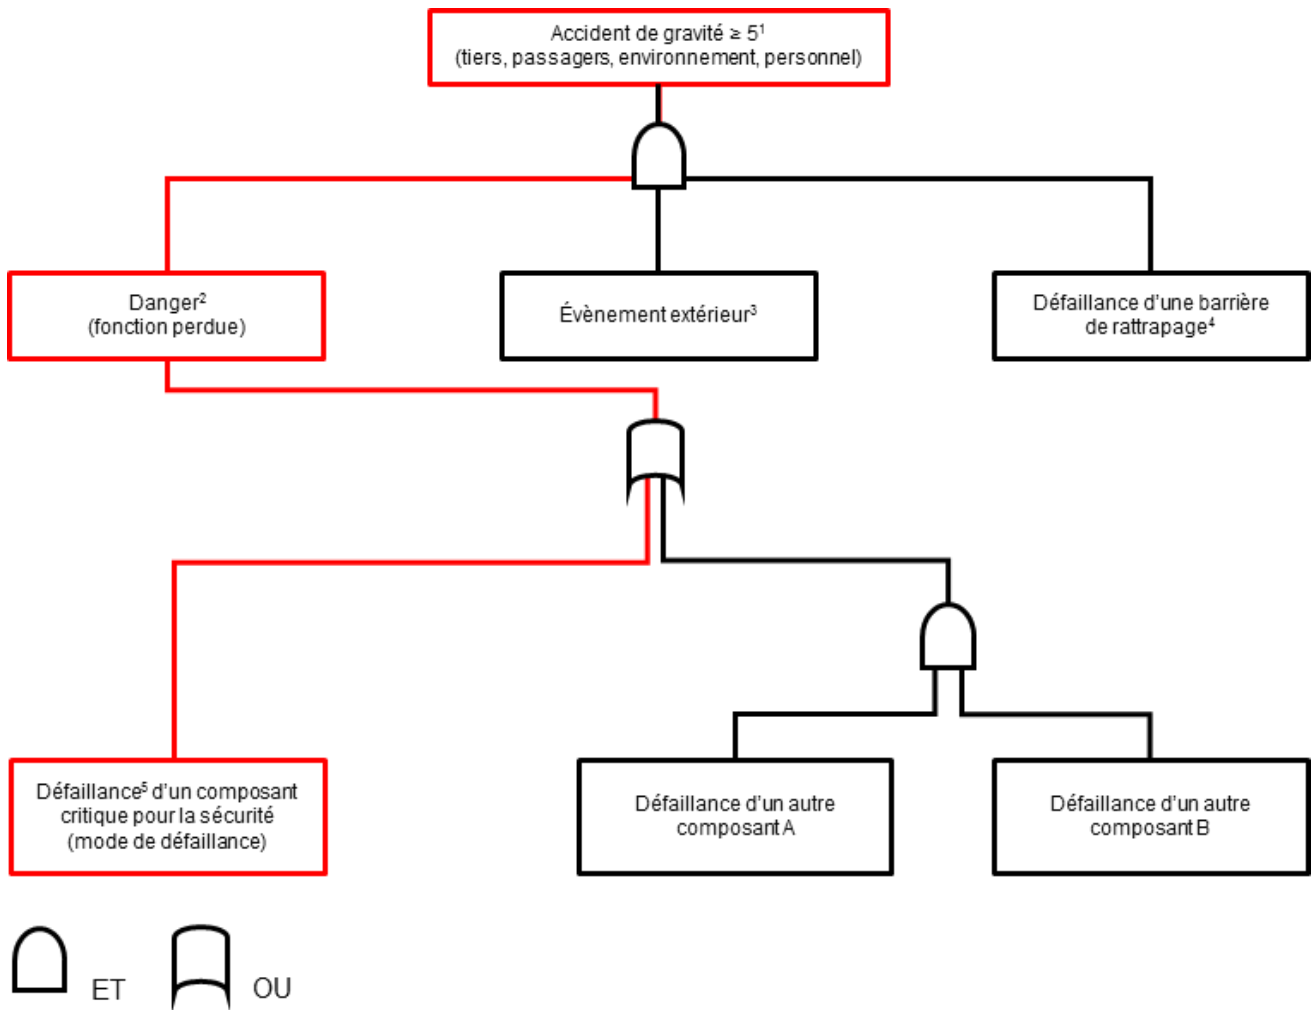 Accident de gravité ≥ 5¹
(tiers, passagers, environnement, personnel)
Danger²
(fonction perdue)
Évènement extérieur³
Défaillance d'une barrière
de rattrapage⁴
Défaillance⁵ d'un composant
critique pour la sécurité
(mode de défaillance)
Défaillance d'un autre
composant A
Défaillance d'un autre
composant B
ET
OU